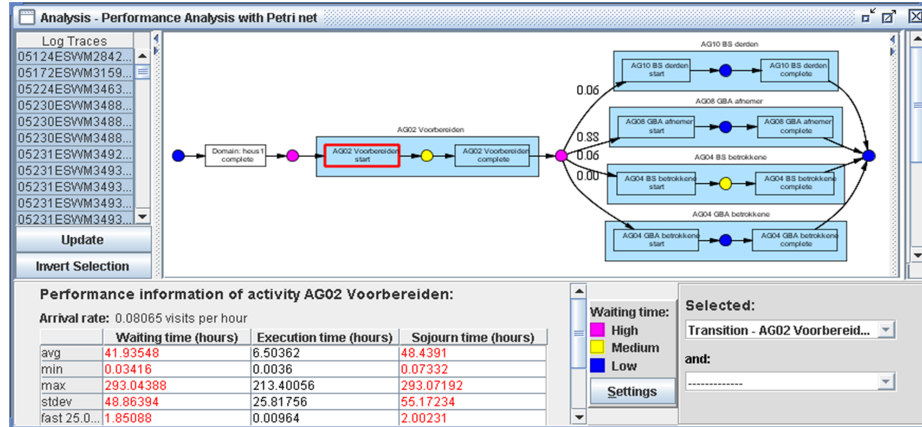 Analysis - Performance Analysis with Petri net
Log Traces
05124ESWM2842...
05172ESWM3159...
05224ESWM3463...
05230ESWM3488...
05230ESWM3488...
05230ESWM3488...
05231ESWM3492...
05231ESWM3493...
05231ESWM3493...
05231ESWM3493...
05231ESWM3493...
Update
Invert Selection
Domain: heus1
complete
AG02 Voorbereiden
AG02 Voorbereiden
start
AG02 Voorbereiden
complete
0.06
0.88
0.06
0.00
AG10 BS derden
AG10 BS derden
start
AG10 BS derden
complete
AG08 GBA afnemer
AG08 GBA afnemer
start
AG08 GBA afnemer
complete
AG04 BS betrokkene
AG04 BS betrokkene
start
AG04 BS betrokkene
complete
AG04 GBA betrokkene
AG04 GBA betrokkene
start
AG04 GBA betrokkene
complete
Performance information of activity AG02 Voorbereiden:
Arrival rate: 0.08065 visits per hour
Waiting time (hours) Execution time (hours) Sojourn time (hours)
avg 41.93548 6.50362 48.4391
min 0.03416 0.0036 0.07332
max 293.04388 213.40056 293.07192
stdev 48.86394 25.81756 55.17234
fast 25.0... 1.85088 0.00964 2.00231
Waiting time:
High
Medium
Low
Settings
Selected:
Transition - AG02 Voorbereid...
and:
-------------